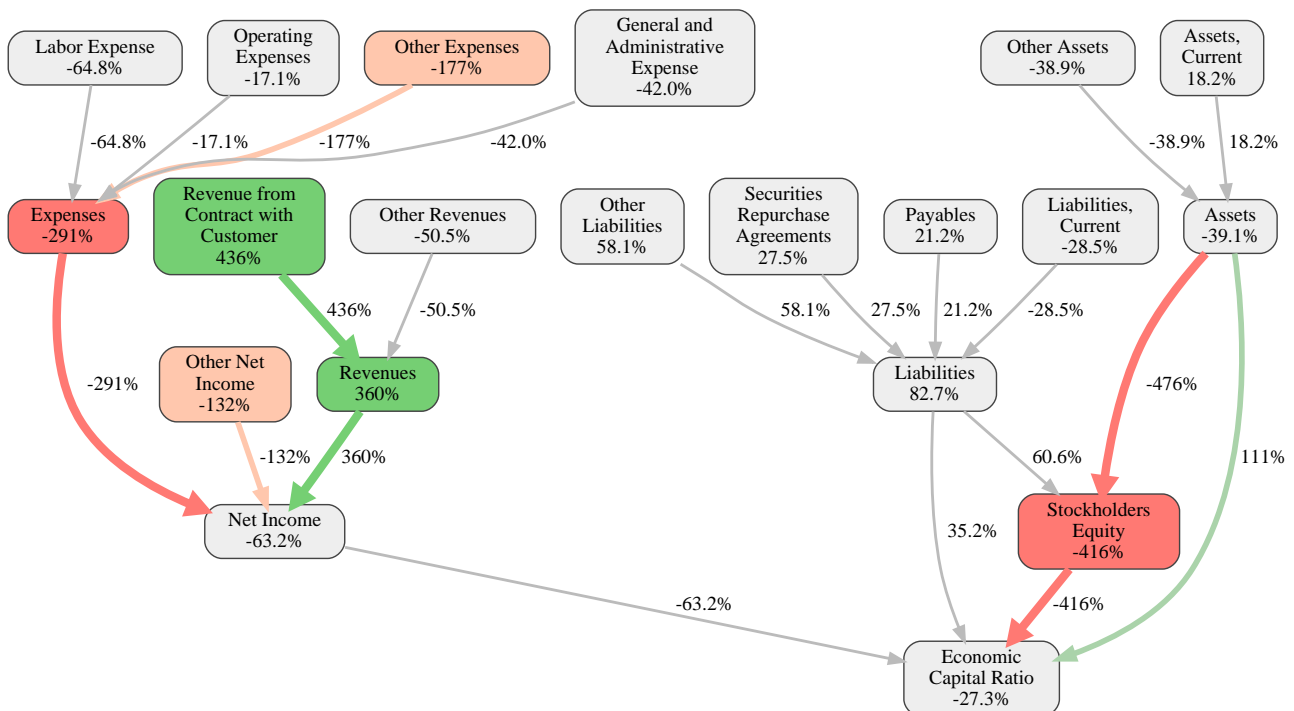 Labor Expense
-64.8%
Operating
Expenses
-17.1%
Other Expenses
-177%
General and
Administrative
Expense
-42.0%
Other Assets
-38.9%
Assets,
Current
18.2%
-64.8%
-17.1%
-177%
-42.0%
-38.9%
18.2%
Expenses
-291%
Revenue from
Contract with
Customer
436%
Other Revenues
-50.5%
Other
Liabilities
58.1%
Securities
Repurchase
Agreements
27.5%
Payables
21.2%
Liabilities,
Current
-28.5%
Assets
-39.1%
436%
-50.5%
58.1%
27.5%
21.2%
-28.5%
-291%
Other Net
Income
-132%
Revenues
360%
Liabilities
82.7%
-476%
-132%
360%
60.6%
111%
Net Income
-63.2%
35.2%
Stockholders
Equity
-416%
-63.2%
-416%
Economic
Capital Ratio
-27.3%